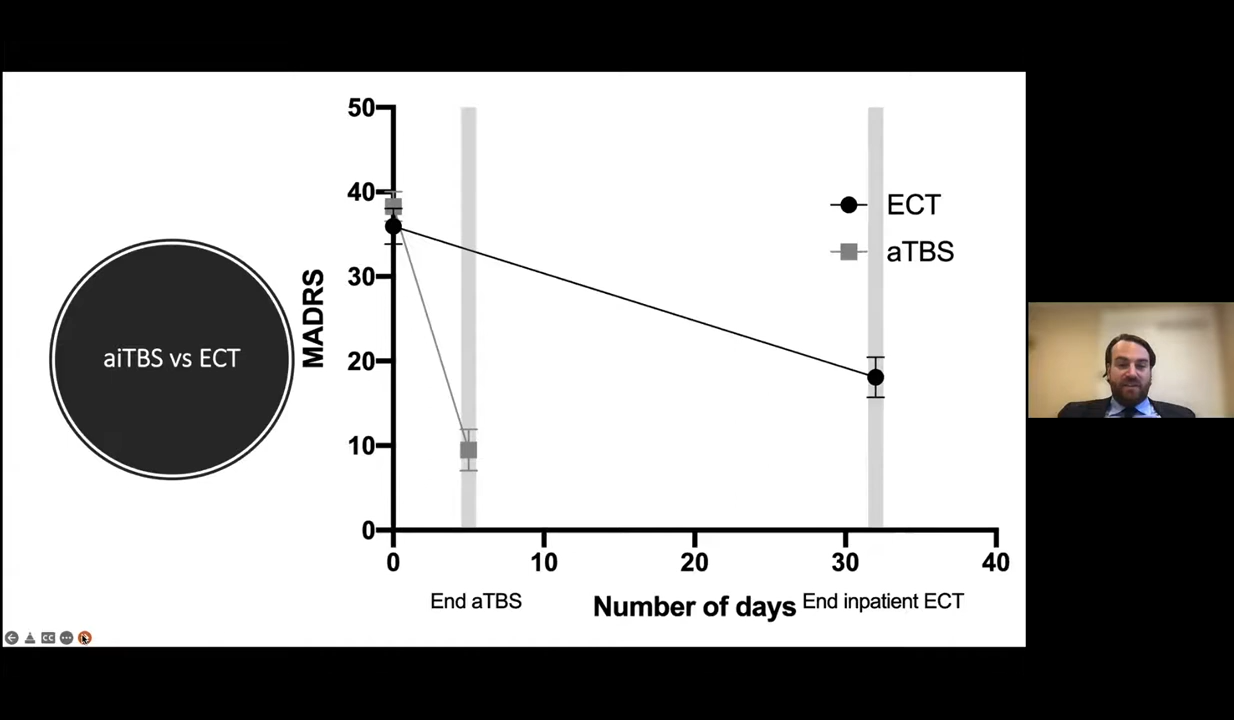 aiTBS vs ECT
MADRS
50
40
30
20
10
0
ECT
aTBS
0
10
20
30
40
End aTBS
Number of days
End inpatient ECT
CC